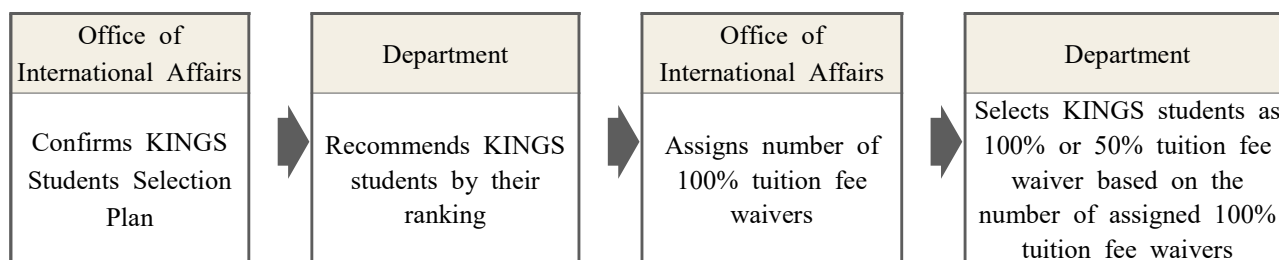 Office of
International Affairs
Confirms KINGS
Students Selection
Plan
Department
Recommends KINGS
students by their
ranking
Office of
International Affairs
Assigns number of
100% tuition fee
waivers
Department
Selects KINGS students as
100% or 50% tuition fee
waiver based on the
number of assigned 100%
tuition fee waivers